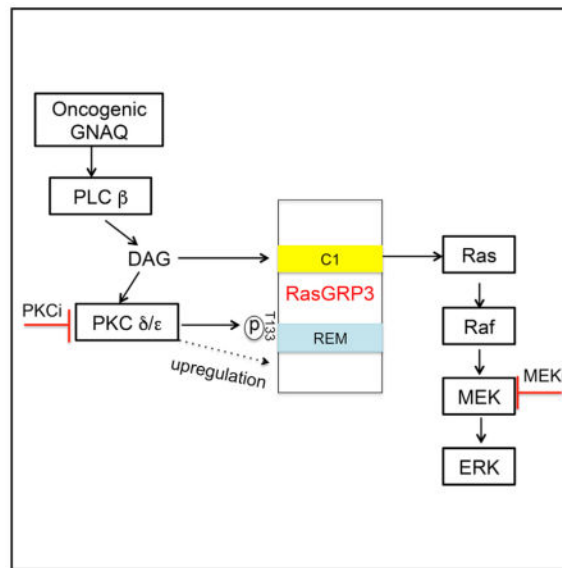 Oncogenic
GNAQ
PLC β
DAG
C1
Ras
RasGRP3
PKCi
PKC δ/ε
p
T133
REM
Raf
upregulation
MEK
MEK
ERK